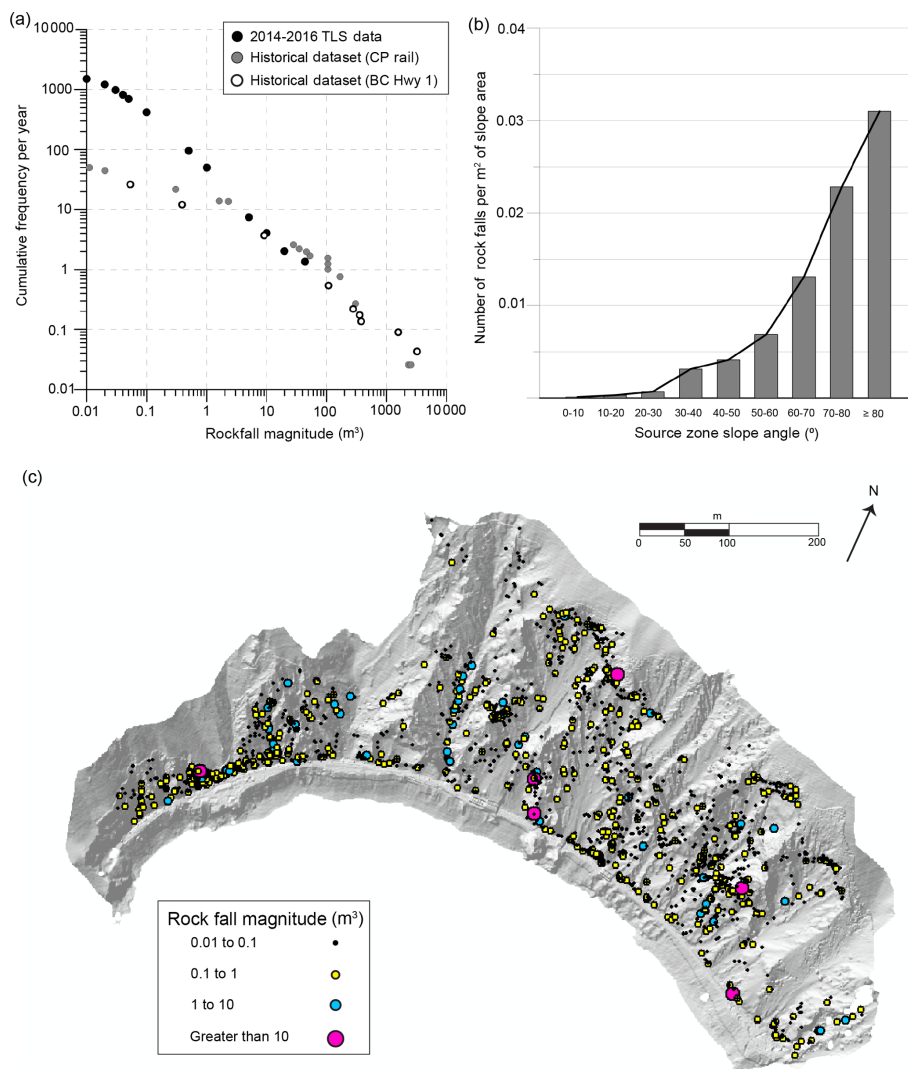 (a)
10000
1000
100
10
1
0.1
0.01
Cumulative frequency per year
2014-2016 TLS data
Historical dataset (CP rail)
Historical dataset (BC Hwy 1)
0.01 0.1 1 10 100 1000 10000
Rockfall magnitude (m³)
(b)
0.04
0.03
0.02
0.01
Number of rock falls per m² of slope area
0-10 10-20 20-30 30-40 40-50 50-60 60-70 70-80 ≥ 80
Source zone slope angle (º)
(c)
N
m
0 50 100 200
Rock fall magnitude (m³)
0.01 to 0.1
0.1 to 1
1 to 10
Greater than 10